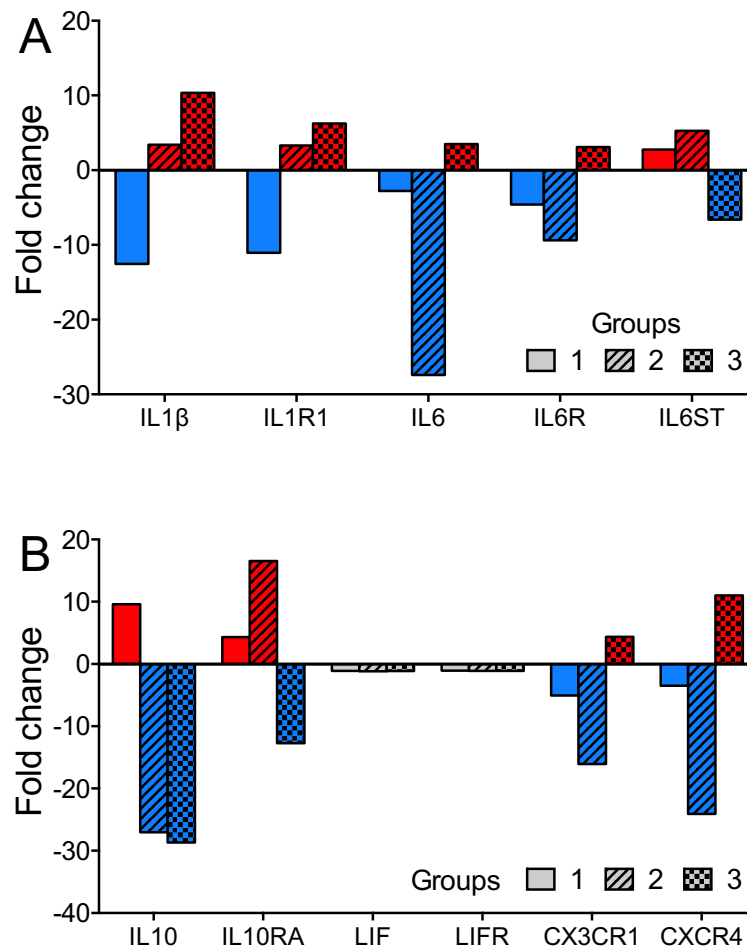 A
Fold change
20
10
0
-10
-20
-30
Groups
1 2 3
IL1β IL1R1 IL6 IL6R IL6ST
B
Fold change
20
10
0
-10
-20
-30
-40
Groups 1 2 3
IL10 IL10RA LIF LIFR CX3CR1 CXCR4